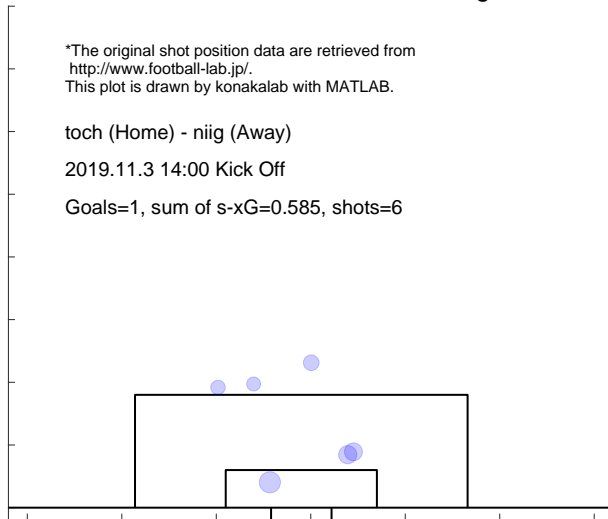 *The original shot position data are retrieved from
http://www.football-lab.jp/.
This plot is drawn by konakalab with MATLAB.
toch (Home) - niig (Away)
2019.11.3 14:00 Kick Off
Goals=1, sum of s-xG=0.585, shots=6